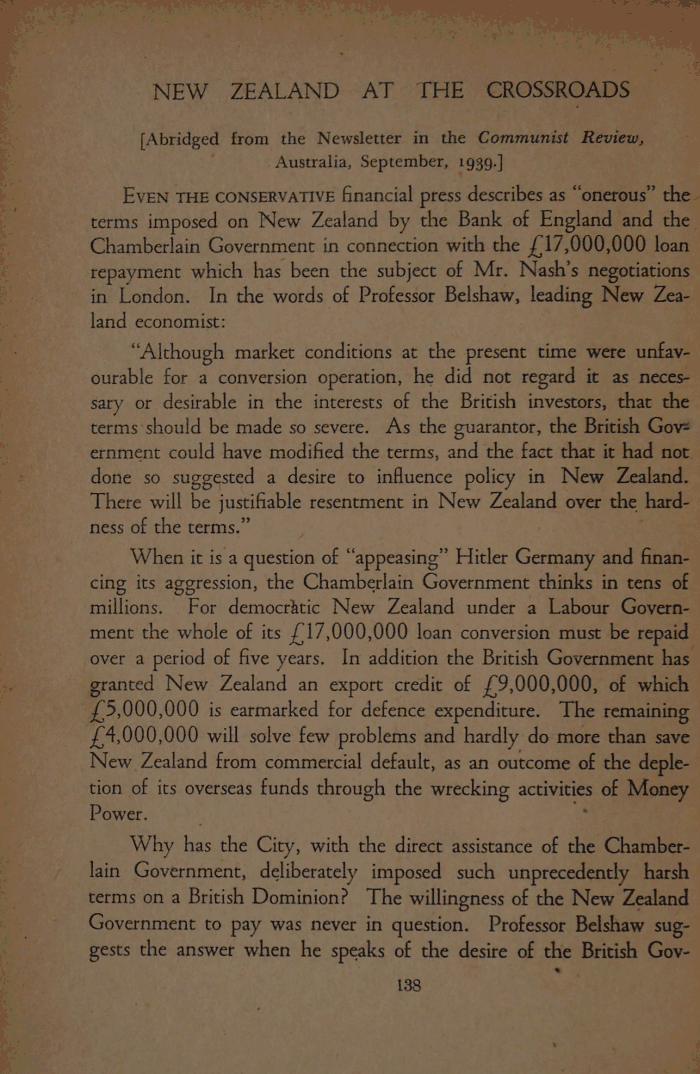 NEW ZEALAND AT THE CROSSROADS
[Abridged from the Newsletter in the Communist Review,
Australia, September, 1939.]
EVEN THE CONSERVATIVE financial press describes as “onerous” the
terms imposed on New Zealand by the Bank of England and the
Chamberlain Government in connection with the £17,000,000 loan
repayment which has been the subject of Mr. Nash’s negotiations
in London. In the words of Professor Belshaw, leading New Zea-
land economist:
“Although market conditions at the present time were unfav-
ourable for a conversion operation, he did not regard it as neces-
sary or desirable in the interests of the British investors, that the
terms should be made so severe. As the guarantor, the British Gov-
ernment could have modified the terms, and the fact that it had not
done so suggested a desire to influence policy in New Zealand.
There will be justifiable resentment in New Zealand over the hard-
ness of the terms.”
When it is a question of “appeasing” Hitler Germany and finan-
cing its aggression, the Chamberlain Government thinks in tens of
millions. For democratic New Zealand under a Labour Govern-
ment the whole of its £17,000,000 loan conversion must be repaid
over a period of five years. In addition the British Government has
granted New Zealand an export credit of £9,000,000, of which
£5,000,000 is earmarked for defence expenditure. The remaining
£4,000,000 will solve few problems and hardly do more than save
New Zealand from commercial default, as an outcome of the deple-
tion of its overseas funds through the wrecking activities of Money
Power.
Why has the City, with the direct assistance of the Chamber-
lain Government, deliberately imposed such unprecedently harsh
terms on a British Dominion? The willingness of the New Zealand
Government to pay was never in question. Professor Belshaw sug-
gests the answer when he speaks of the desire of the British Gov-
138